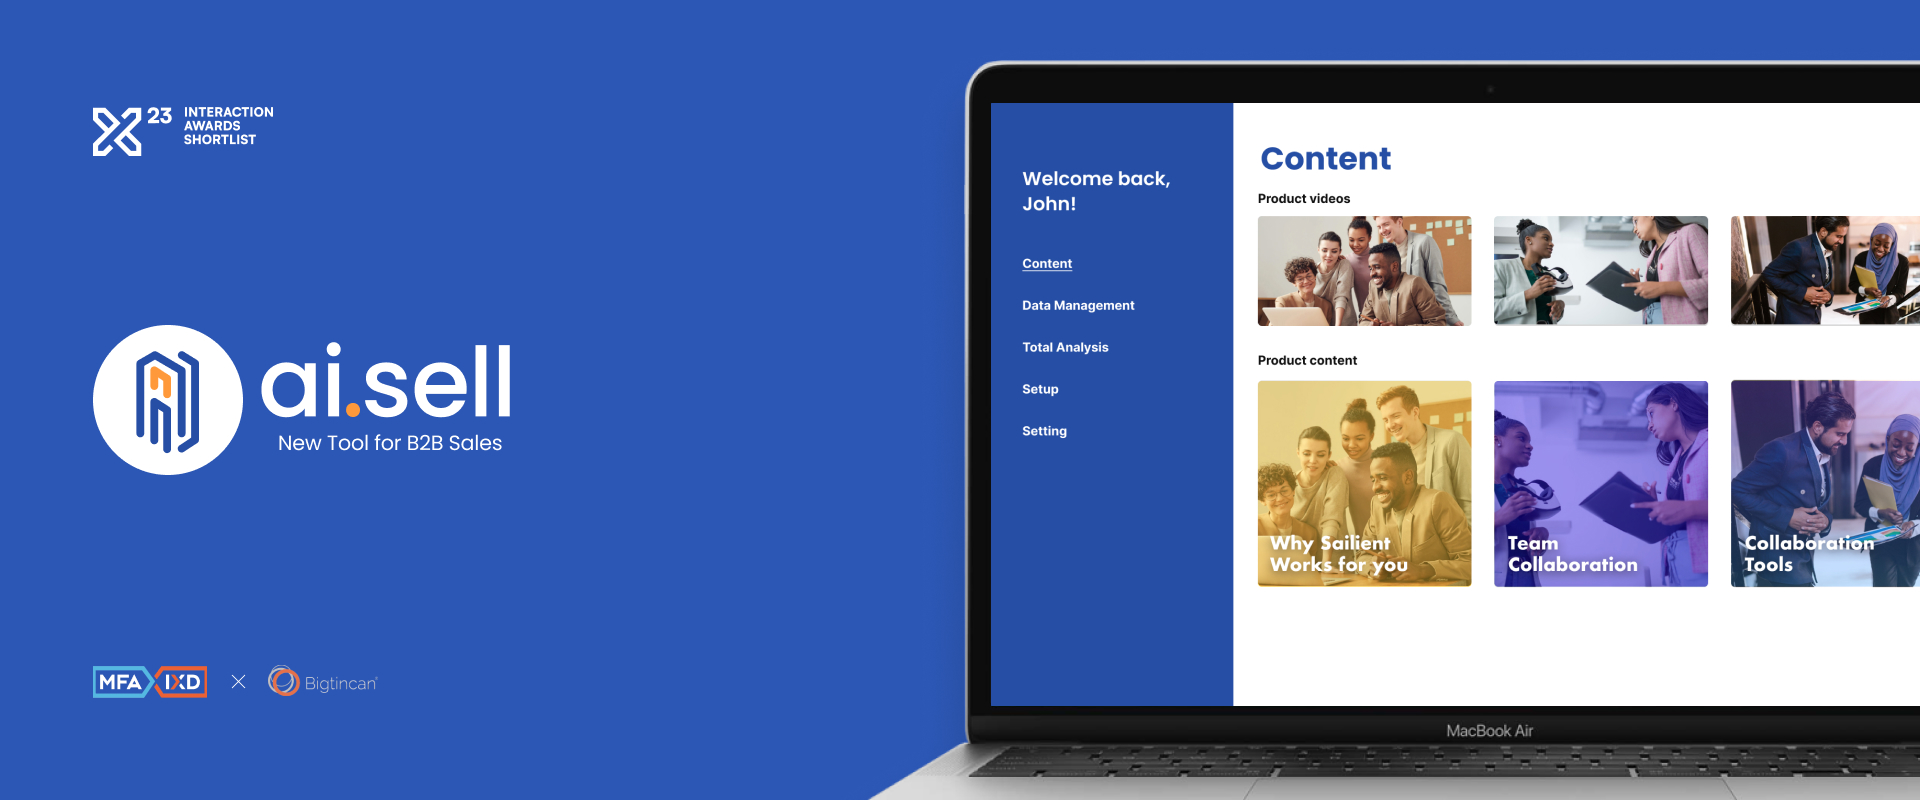 23
INTERACTION
AWARDS
SHORTLIST
ai.sell
New Tool for B2B Sales
MFA IXD
Bigtincan
Welcome back,
John!
Content
Data Management
Total Analysis
Setup
Setting
Content
Product videos
Product content
Why Sailient
Works for you
Team
Collaboration
Collaboration
Tools
MacBook Air